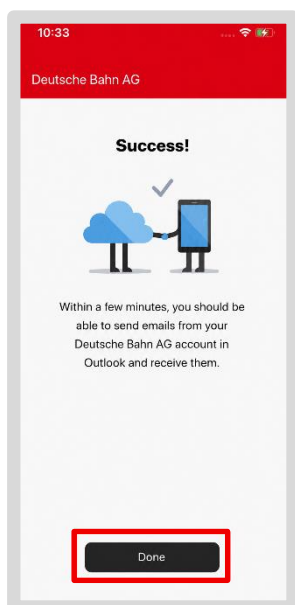 10:33
Deutsche Bahn AG
Success!
Within a few minutes, you should be
able to send emails from your
Deutsche Bahn AG account in
Outlook and receive them.
Done